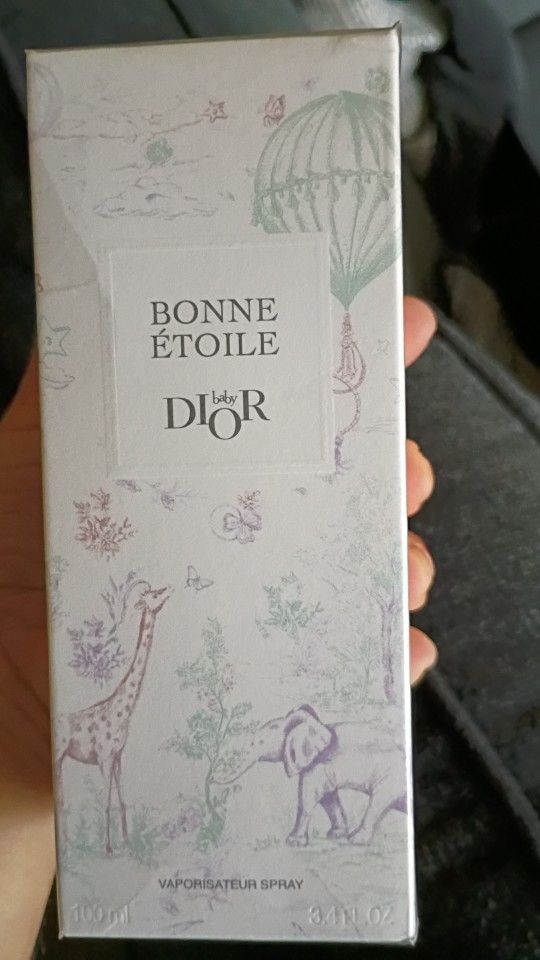 BONNE
ÉTOILE
baby
DIOR
VAPORISATEUR SPRAY
100 ml 3.4 FL.OZ